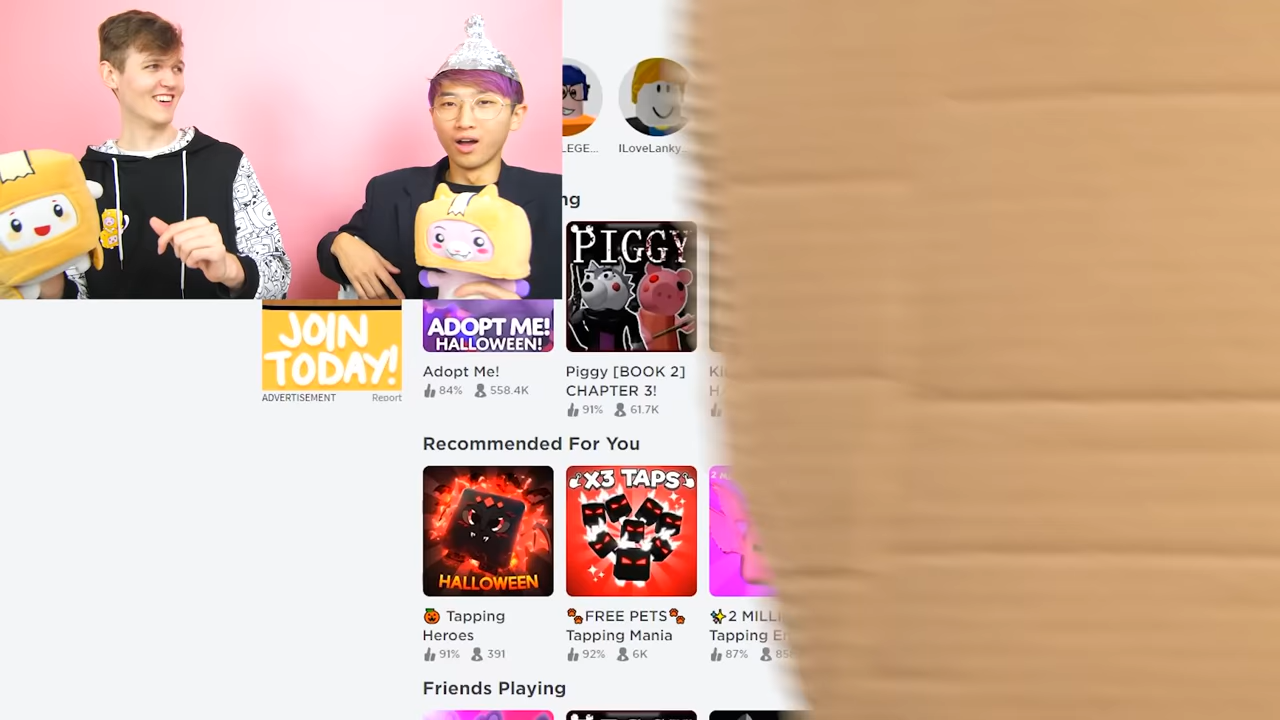 LEGE...
ILoveLanky...
ng
PIGGY
JOIN
TODAY!
ADOPT ME!
HALLOWEEN!
ADVERTISEMENT
Report
Adopt Me!
84% 558.4K
Piggy [BOOK 2]
CHAPTER 3!
91% 61.7K
Recommended For You
HALLOWEEN
X3 TAPS
🎃 Tapping
Heroes
91% 391
🐾FREE PETS🐾
Tapping Mania
92% 6K
✨2 MILLI
Tapping E
87% 85
Friends Playing